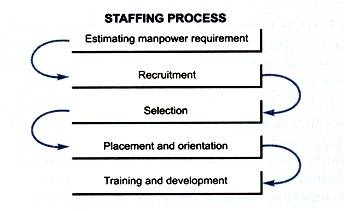 STAFFING PROCESS
Estimating manpower requirement
Recruitment
Selection
Placement and orientation
Training and development